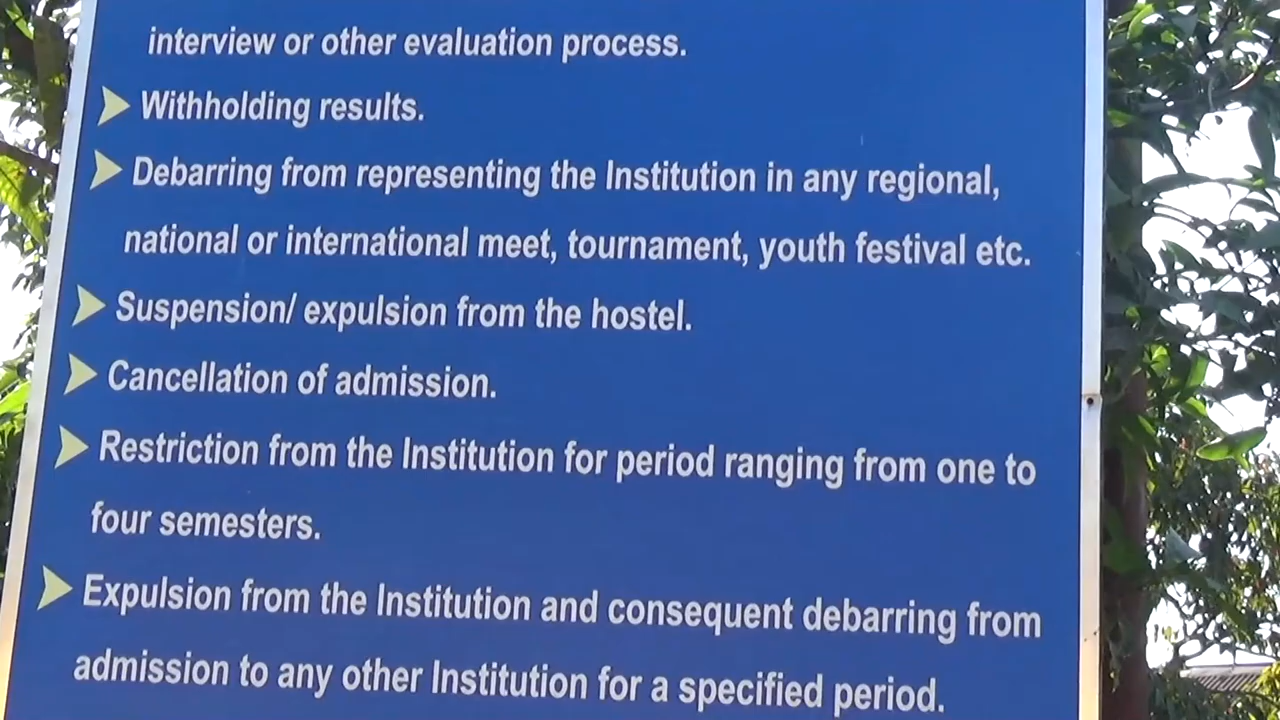 interview or other evaluation process.
Withholding results.
Debarring from representing the Institution in any regional,
national or international meet, tournament, youth festival etc.
Suspension/ expulsion from the hostel.
Cancellation of admission.
Restriction from the Institution for period ranging from one to
four semesters.
Expulsion from the Institution and consequent debarring from
admission to any other Institution for a specified period.